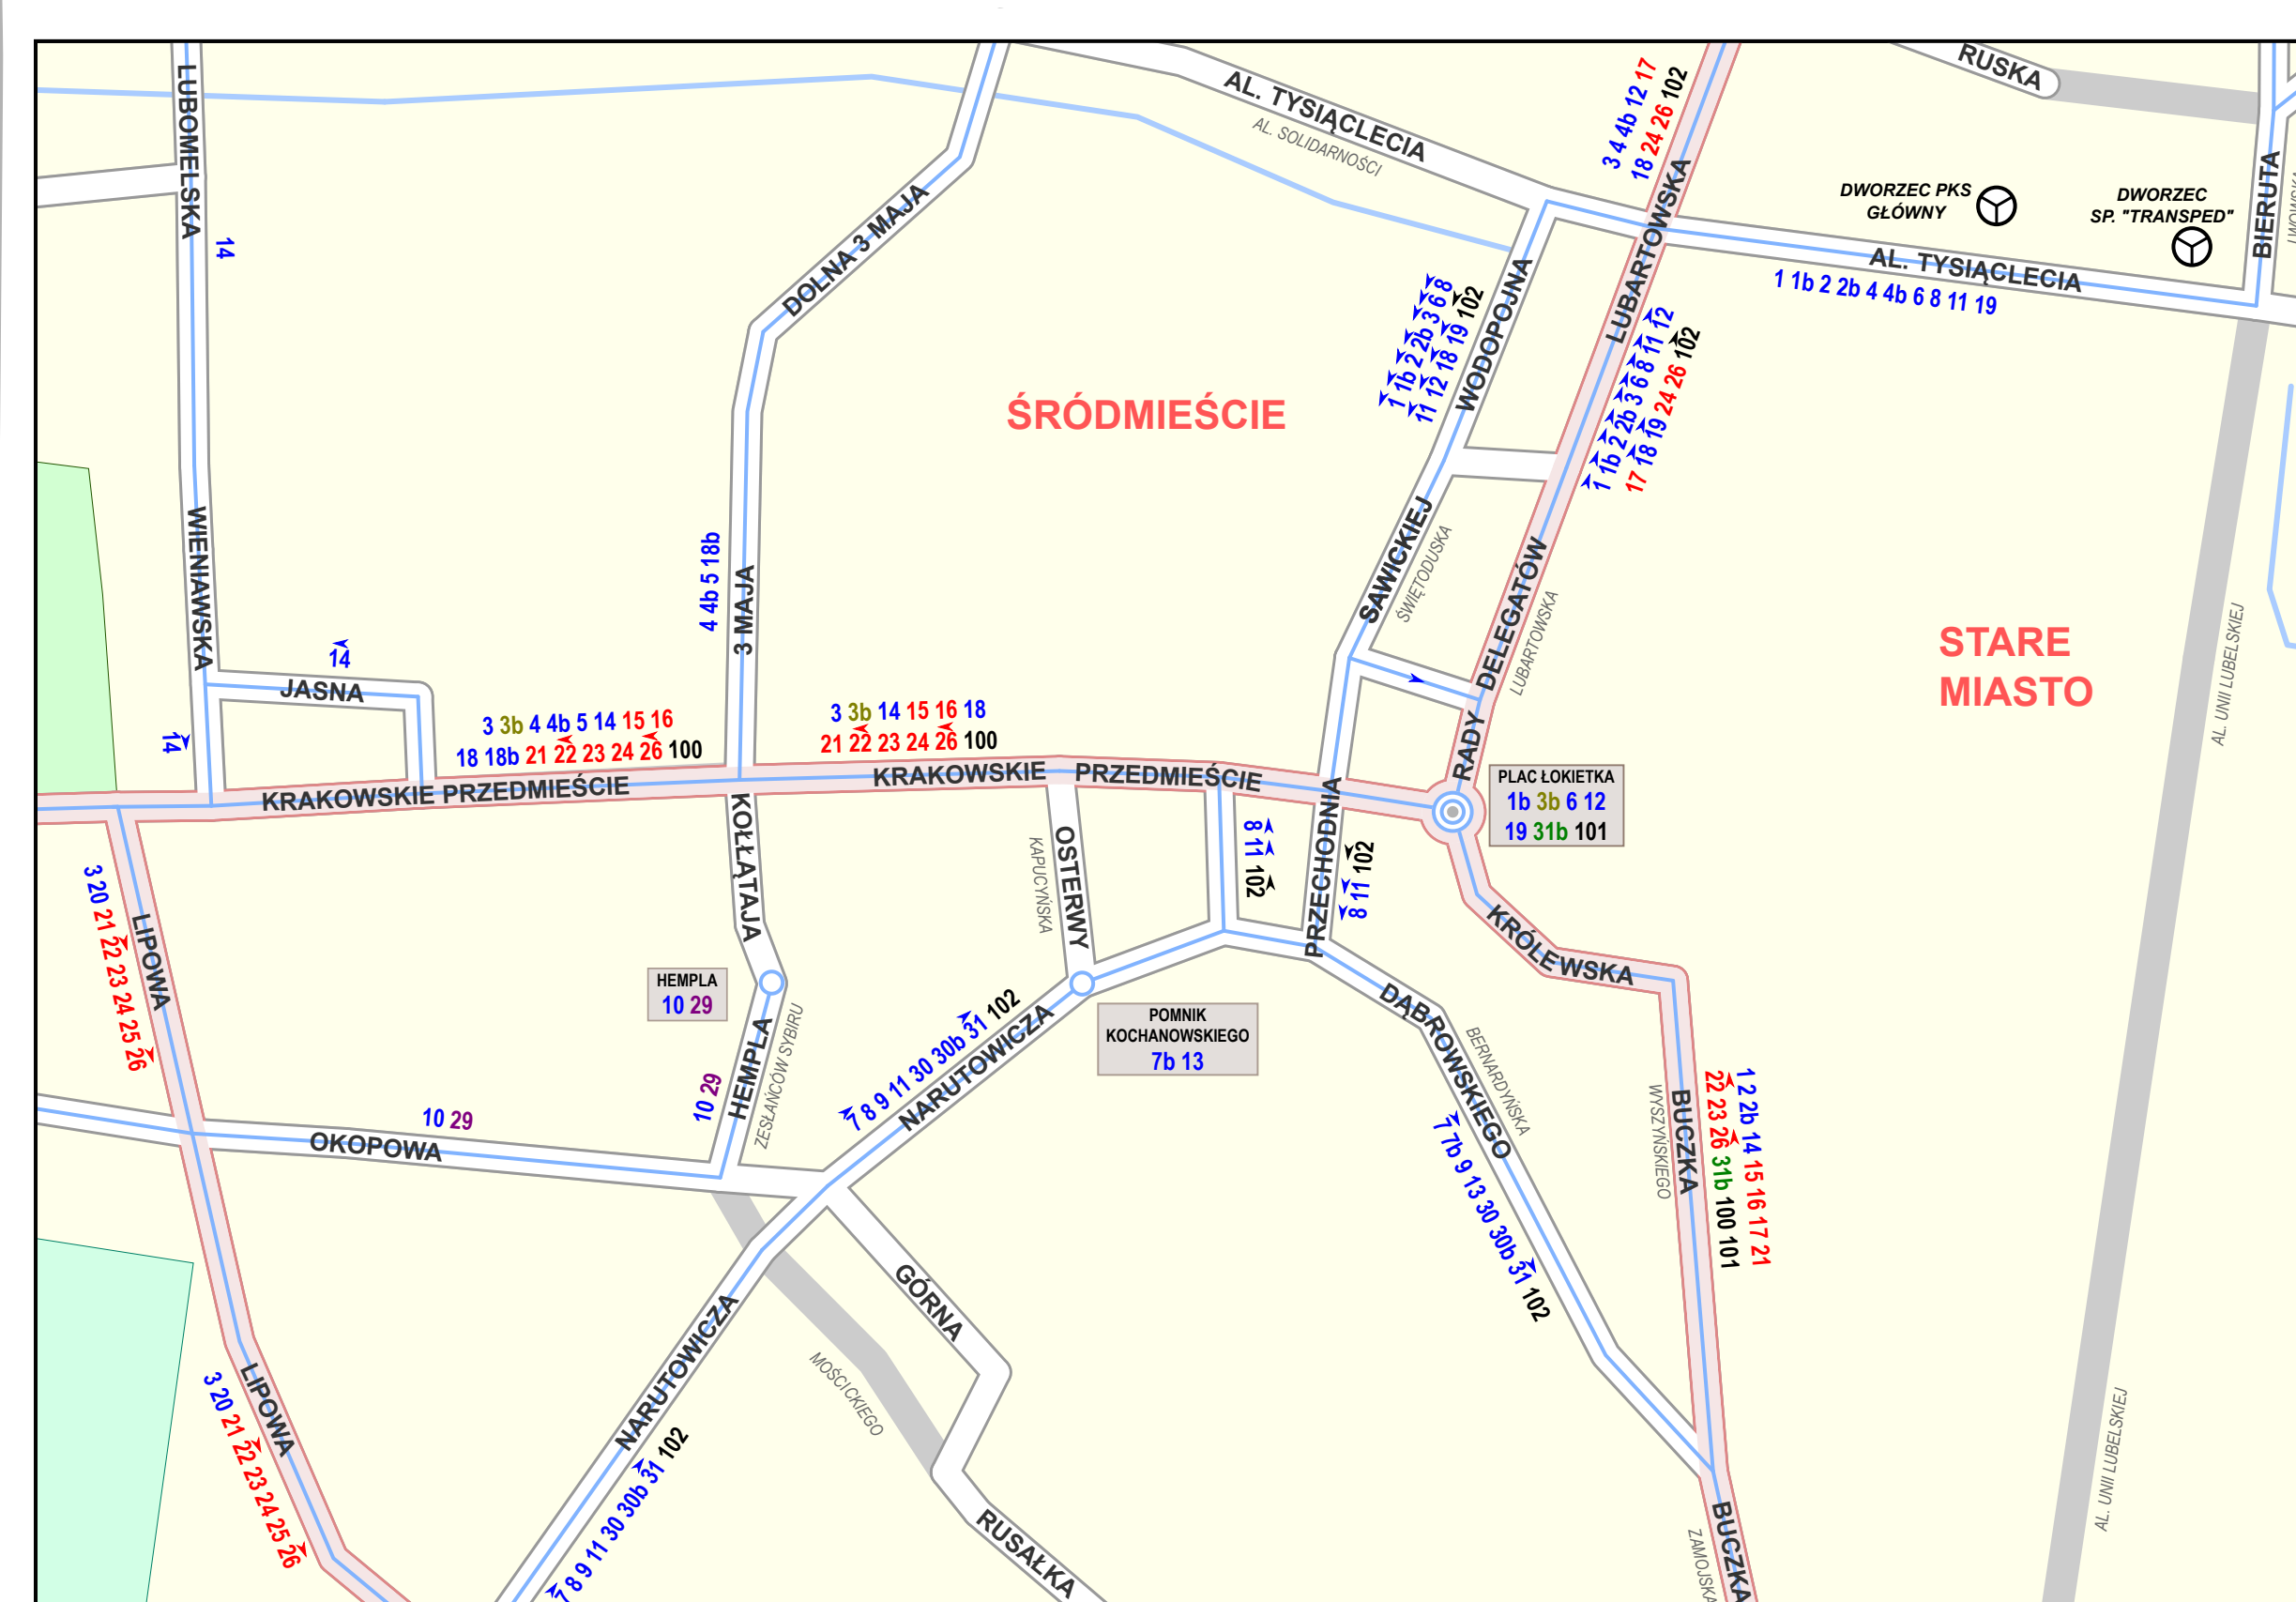 RUSKA
AL. TYSIĄCLECIA
AL. SOLIDARNOŚCI
LUBOMELSKA
14
3 4 4b 12 17
18 24 26 102
LUBARTOWSKA
DWORZEC PKS
GŁÓWNY
DWORZEC
SP. "TRANSPED"
BIERUTA
AL. TYSIĄCLECIA
1 1b 2 2b 4 4b 6 8 11 19
DOLNA 3 MAJA
1 1b 2 2b 3 6 8
11 12 18 19 102
WODOPOJNA
1 1b 2 2b 3 6 8 11 12
17 18 19 24 26 102
ŚRÓDMIEŚCIE
WIENIAWSKA
4 4b 5 18b
3 MAJA
SAWICKIEJ
ŚWIĘTODUSKA
RADY DELEGATÓW
LUBARTOWSKA
STARE
MIASTO
AL. UNII LUBELSKIEJ
14
JASNA
14
3 3b 4 4b 5 14 15 16
18 18b 21 22 23 24 26 100
3 3b 14 15 16 18
21 22 23 24 26 100
KRAKOWSKIE PRZEDMIEŚCIE
KRAKOWSKIE PRZEDMIEŚCIE
PLAC ŁOKIETKA
1b 3b 6 12
19 31b 101
KOŁŁĄTAJA
OSTERWY
KAPUCYŃSKA
8 11 102
PRZECHODNIA
8 11 102
KRÓLEWSKA
3 20 21 22 23 24 25 26
LIPOWA
HEMPLA
10 29
HEMPLA
10 29
ZESŁAŃCÓW SYBIRU
7 8 9 11 30 30b 31 102
NARUTOWICZA
POMNIK
KOCHANOWSKIEGO
7b 13
DĄBROWSKIEGO
BERNARDYŃSKA
7 7b 9 13 30 30b 31 102
BUCZKA
WYSZYŃSKIEGO
1 2 2b 14 15 16 17 21
22 23 26 31b 100 101
10 29
OKOPOWA
GÓRNA
MOŚCICKIEGO
NARUTOWICZA
7 8 9 11 30 30b 31 102
LIPOWA
3 20 21 22 23 24 25 26
RUSAŁKA
BUCZKA
ZAMOJSKA
AL. UNII LUBELSKIEJ